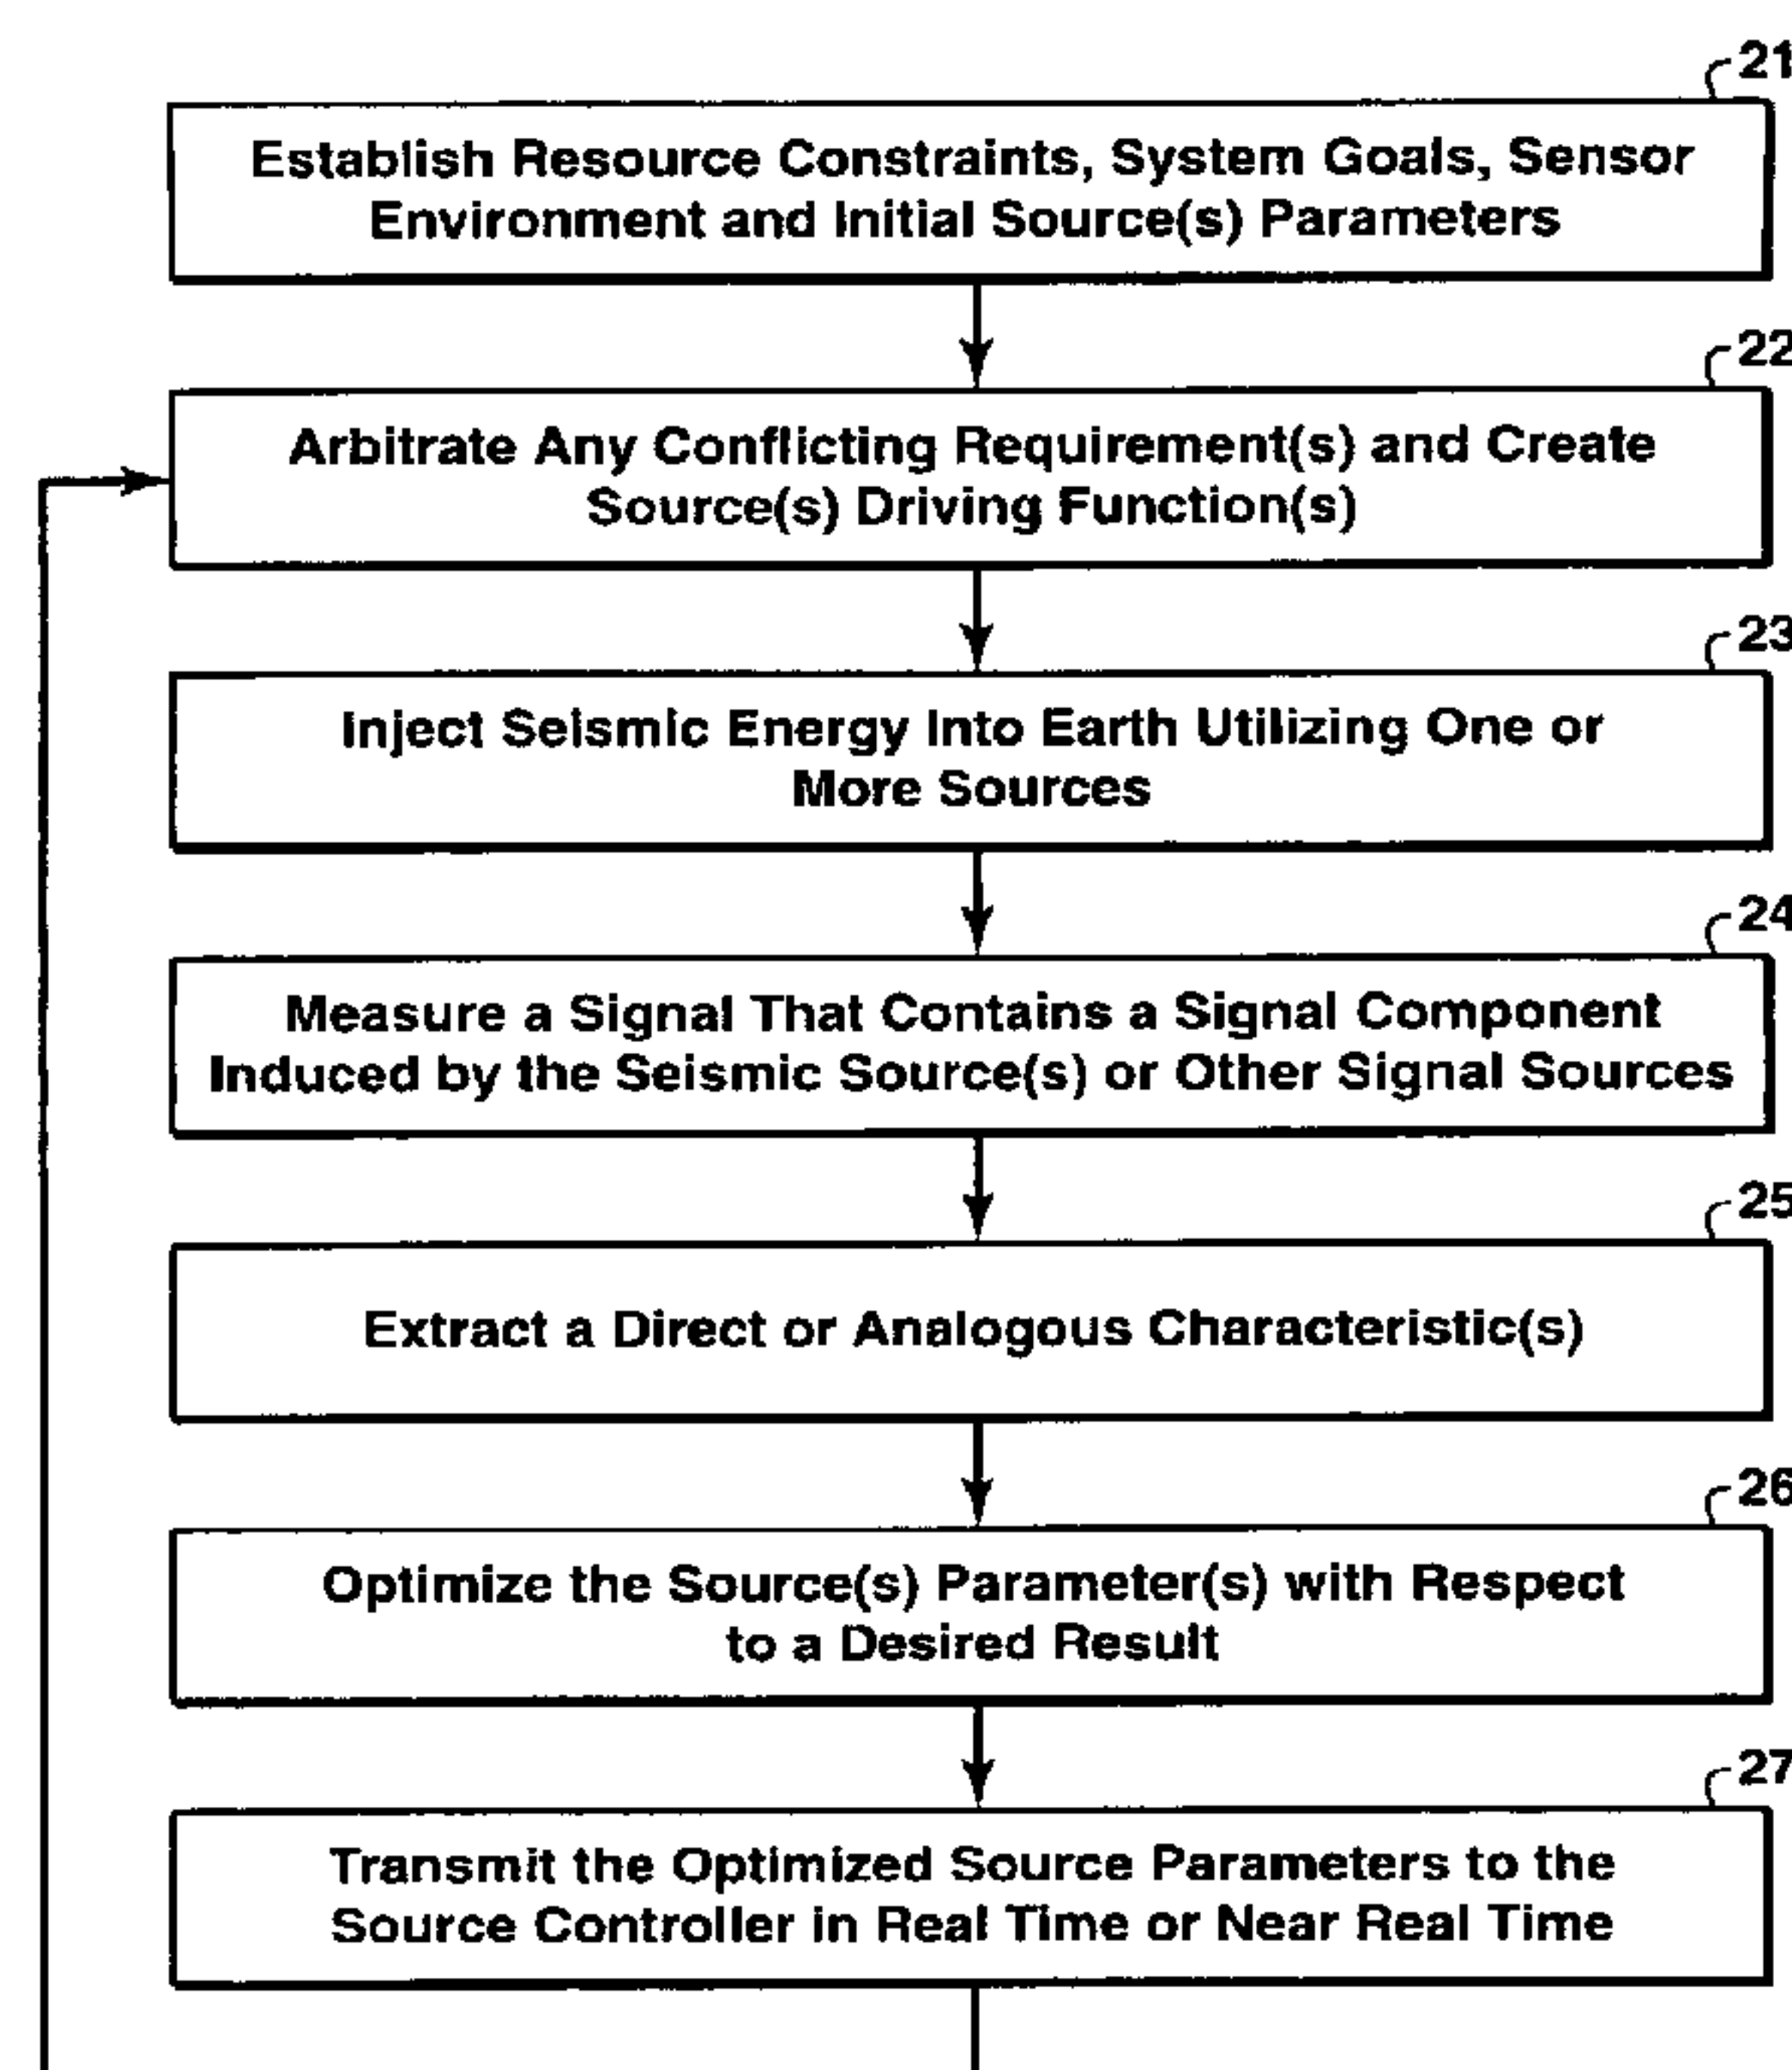 21
Establish Resource Constraints, System Goals, Sensor
Environment and Initial Source(s) Parameters
22
Arbitrate Any Conflicting Requirement(s) and Create
Source(s) Driving Function(s)
23
Inject Seismic Energy Into Earth Utilizing One or
More Sources
24
Measure a Signal That Contains a Signal Component
Induced by the Seismic Source(s) or Other Signal Sources
25
Extract a Direct or Analogous Characteristic(s)
26
Optimize the Source(s) Parameter(s) with Respect
to a Desired Result
27
Transmit the Optimized Source Parameters to the
Source Controller in Real Time or Near Real Time